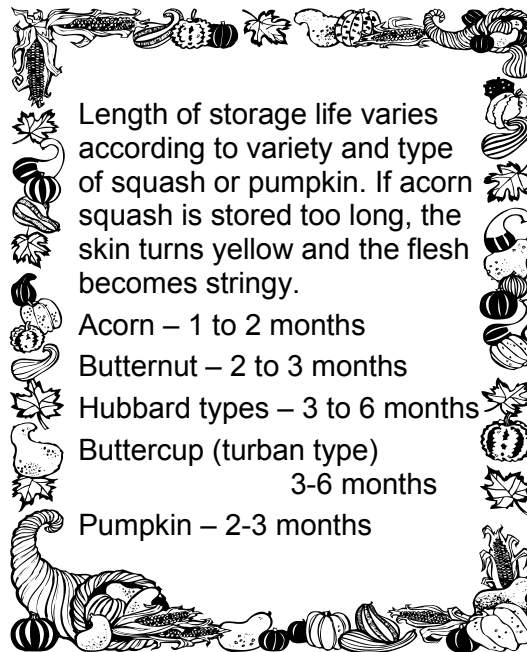 Length of storage life varies
according to variety and type
of squash or pumpkin. If acorn
squash is stored too long, the
skin turns yellow and the flesh
becomes stringy.
Acorn – 1 to 2 months
Butternut – 2 to 3 months
Hubbard types – 3 to 6 months
Buttercup (turban type)
3-6 months
Pumpkin – 2-3 months